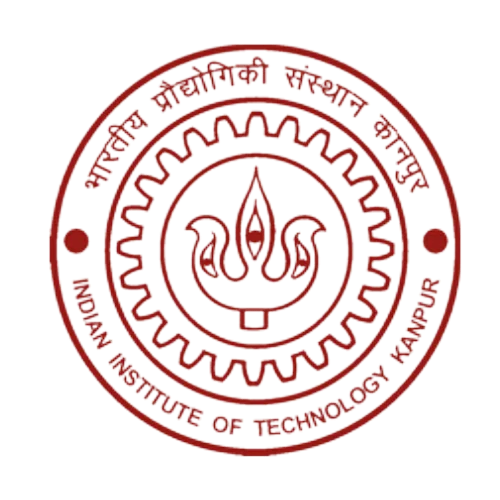 भारतीय प्रौद्योगिकी संस्थान कानपुर
INDIAN INSTITUTE OF TECHNOLOGY KANPUR